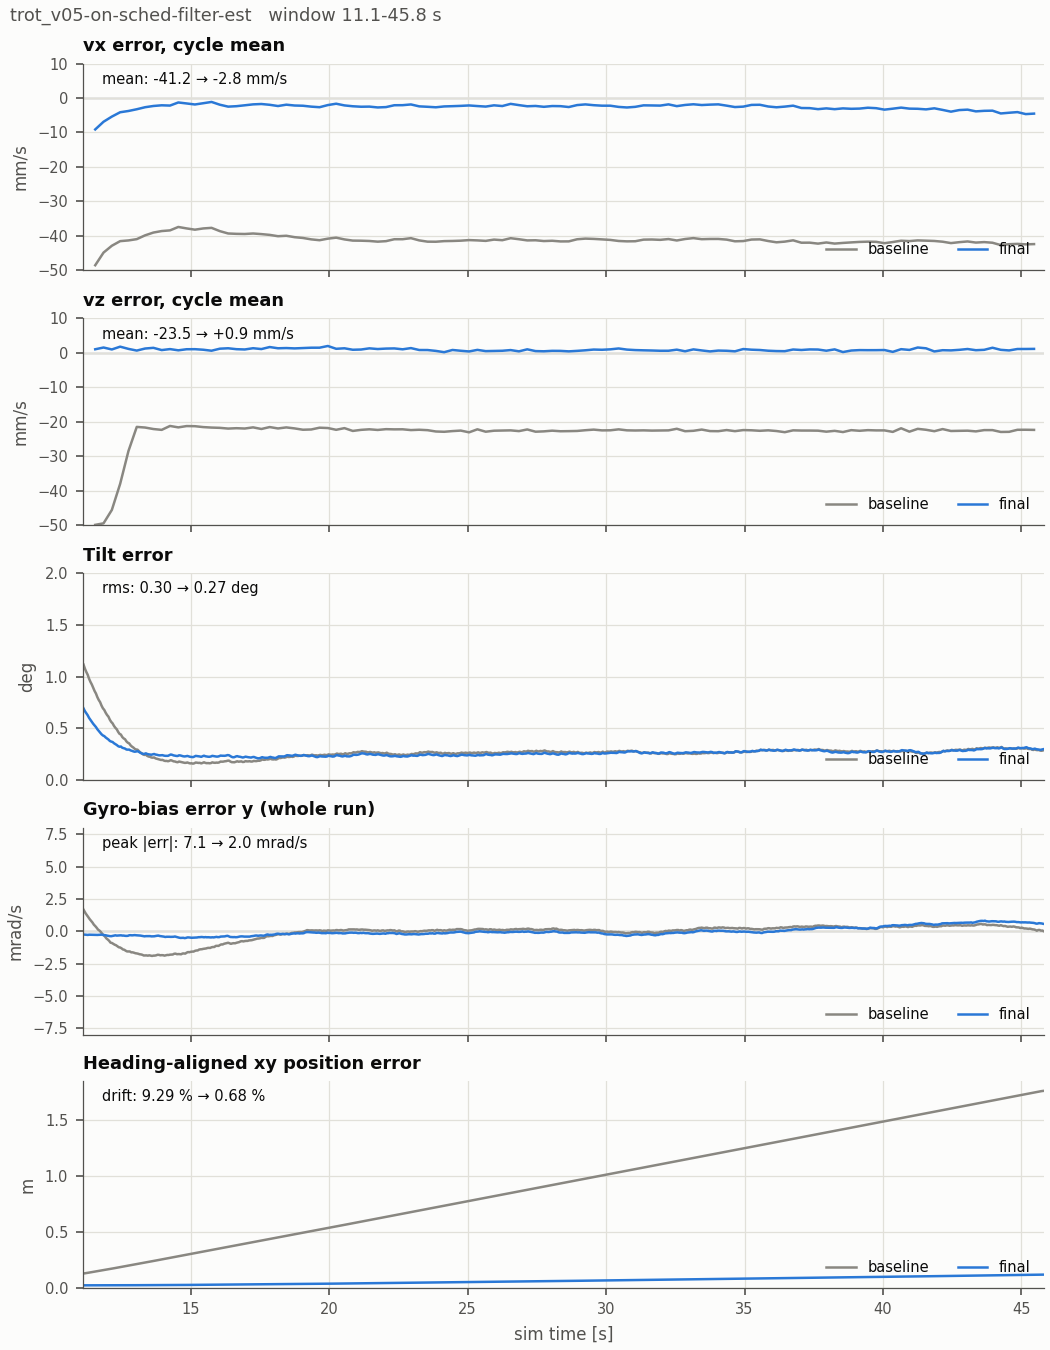 trot_v05-on-sched-filter-est   window 11.1-45.8 s
vx error, cycle mean
mean: -41.2 → -2.8 mm/s
10
0
−10
−20
−30
−40
−50
mm/s
baseline   final
vz error, cycle mean
mean: -23.5 → +0.9 mm/s
10
0
−10
−20
−30
−40
−50
mm/s
baseline   final
Tilt error
rms: 0.30 → 0.27 deg
2.0
1.5
1.0
0.5
0.0
deg
baseline   final
Gyro-bias error y (whole run)
peak |err|: 7.1 → 2.0 mrad/s
7.5
5.0
2.5
0.0
−2.5
−5.0
−7.5
mrad/s
baseline   final
Heading-aligned xy position error
drift: 9.29 % → 0.68 %
1.5
1.0
0.5
0.0
m
baseline   final
15   20   25   30   35   40   45
sim time [s]